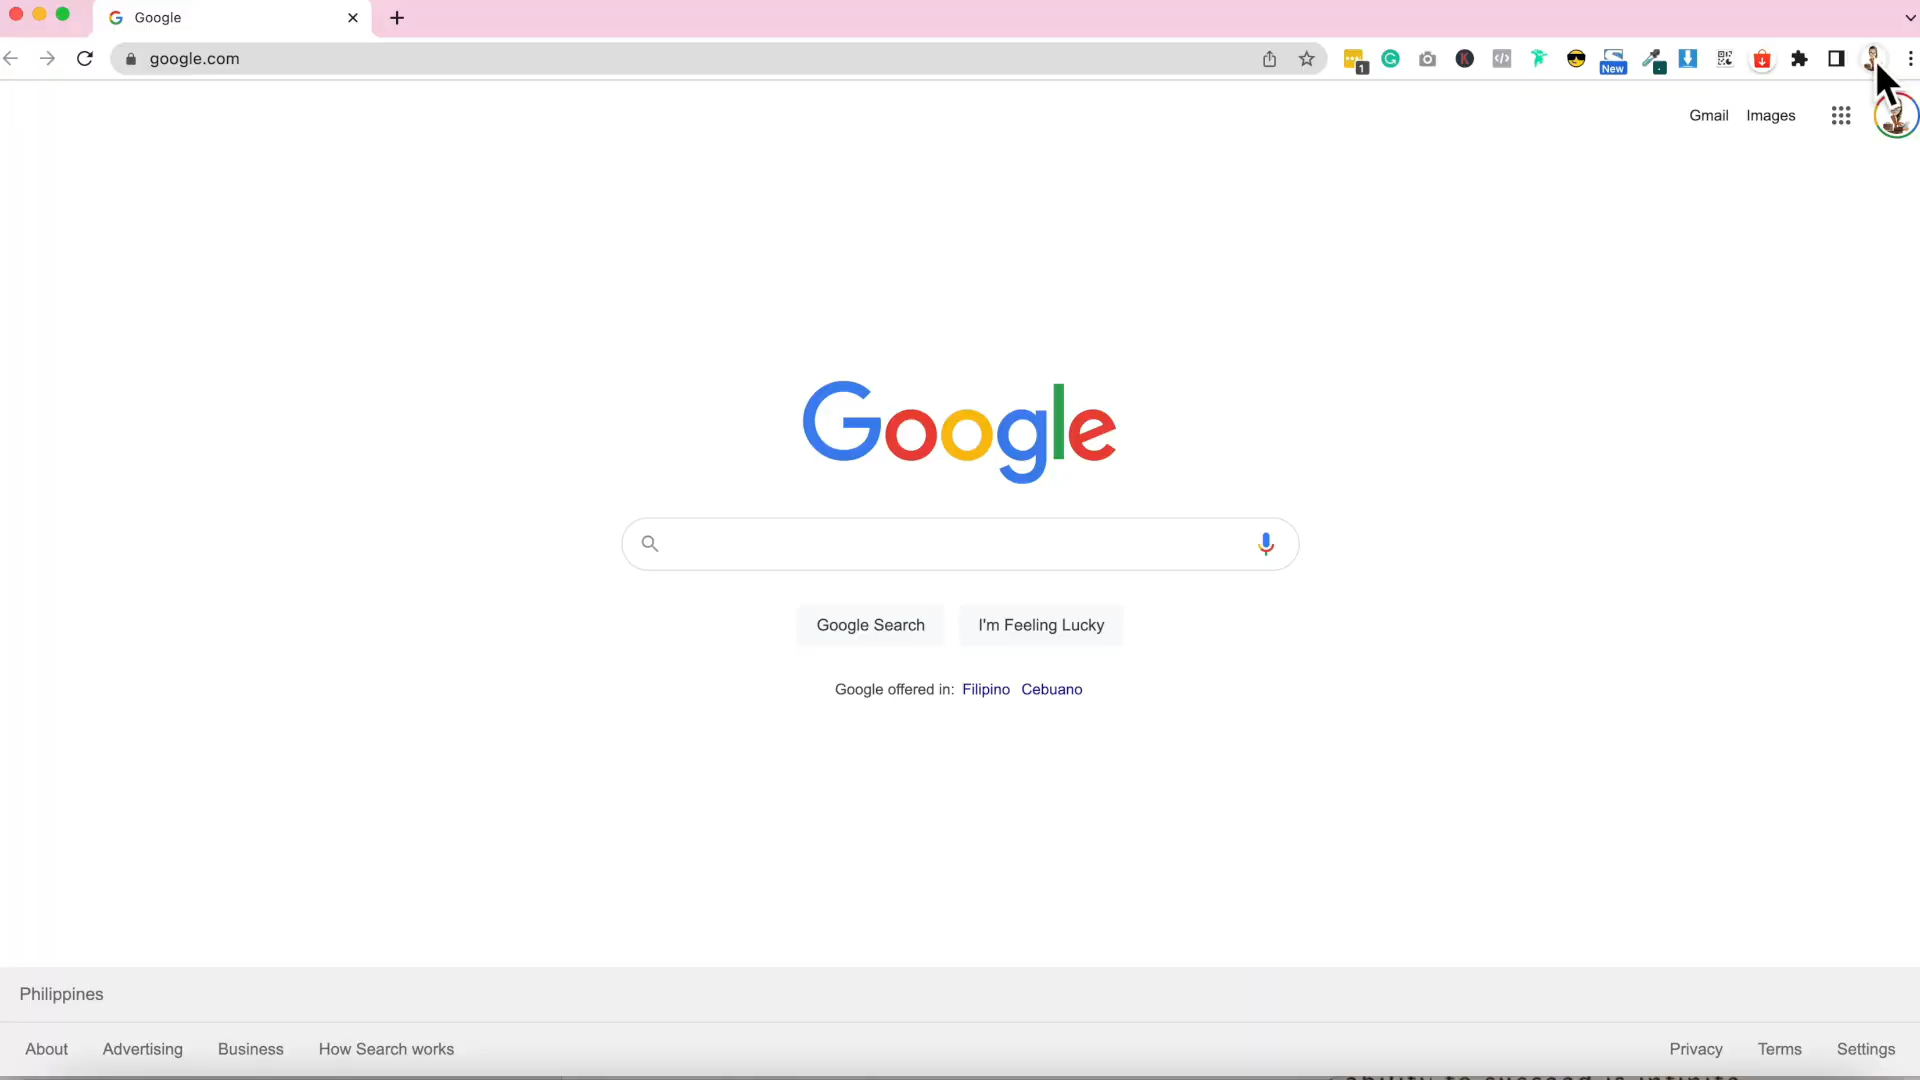 Google
google.com
1
New
Gmail Images
Google
Google Search I'm Feeling Lucky
Google offered in: Filipino Cebuano
Philippines
About Advertising Business How Search works Privacy Terms Settings